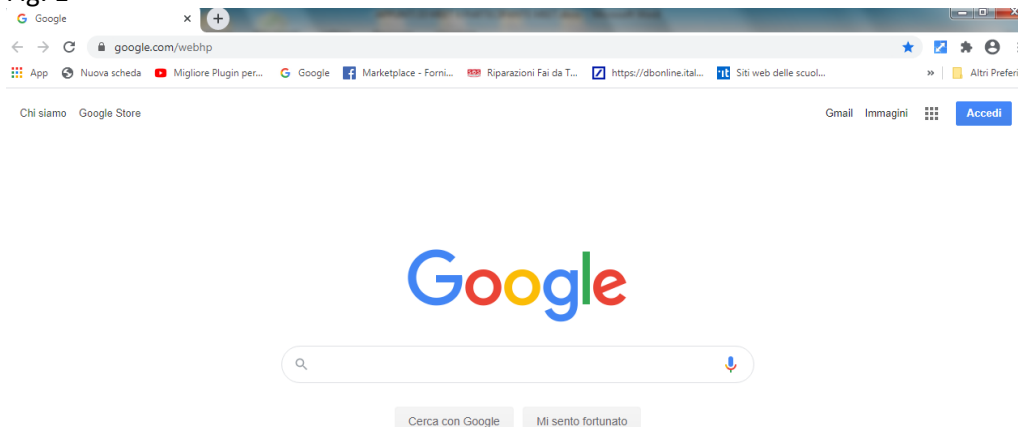 Google
google.com/webhp
App Nuova scheda Migliore Plugin per... Google Marketplace - Forni... Riparazioni Fai da T... https://dbonline.ital... Siti web delle scuol... » Altri Preferi
Chi siamo Google Store Gmail Immagini Accedi
Google
Cerca con Google Mi sento fortunato